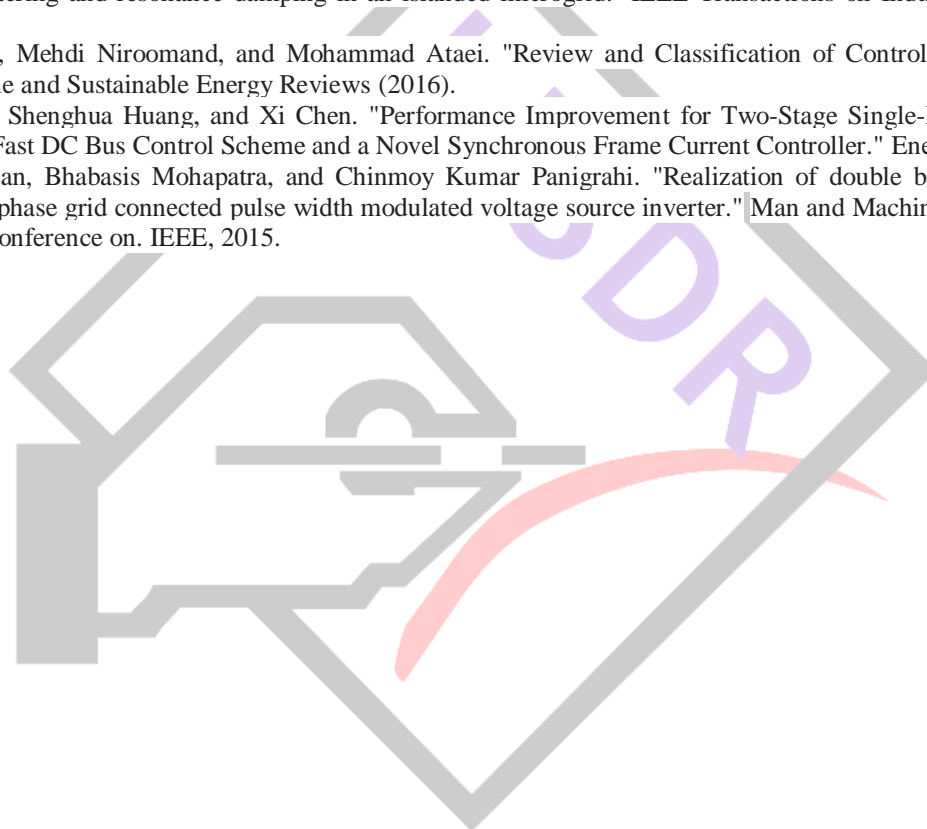 ering and resonance damping in an islanded microgrid." IEEE Transactions on Indu
, Mehdi Niroomand, and Mohammad Ataei. "Review and Classification of Control
le and Sustainable Energy Reviews (2016).
Shenghua Huang, and Xi Chen. "Performance Improvement for Two-Stage Single-
Fast DC Bus Control Scheme and a Novel Synchronous Frame Current Controller." Ene
an, Bhabasis Mohapatra, and Chinmoy Kumar Panigrahi. "Realization of double b
phase grid connected pulse width modulated voltage source inverter." Man and Machin
onference on. IEEE, 2015.
SDR